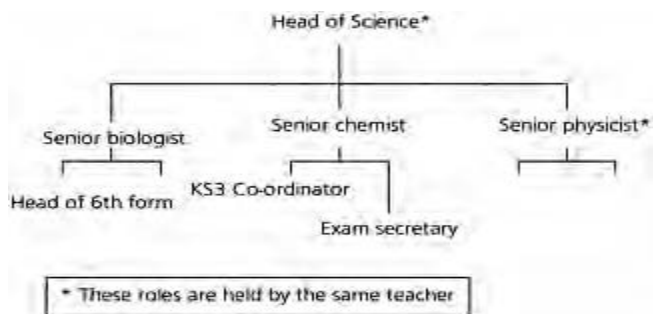 Head of Science*
Senior biologist
Senior chemist
Senior physicist*
Head of 6th form
KS3 Co-ordinator
Exam secretary
* These roles are held by the same teacher